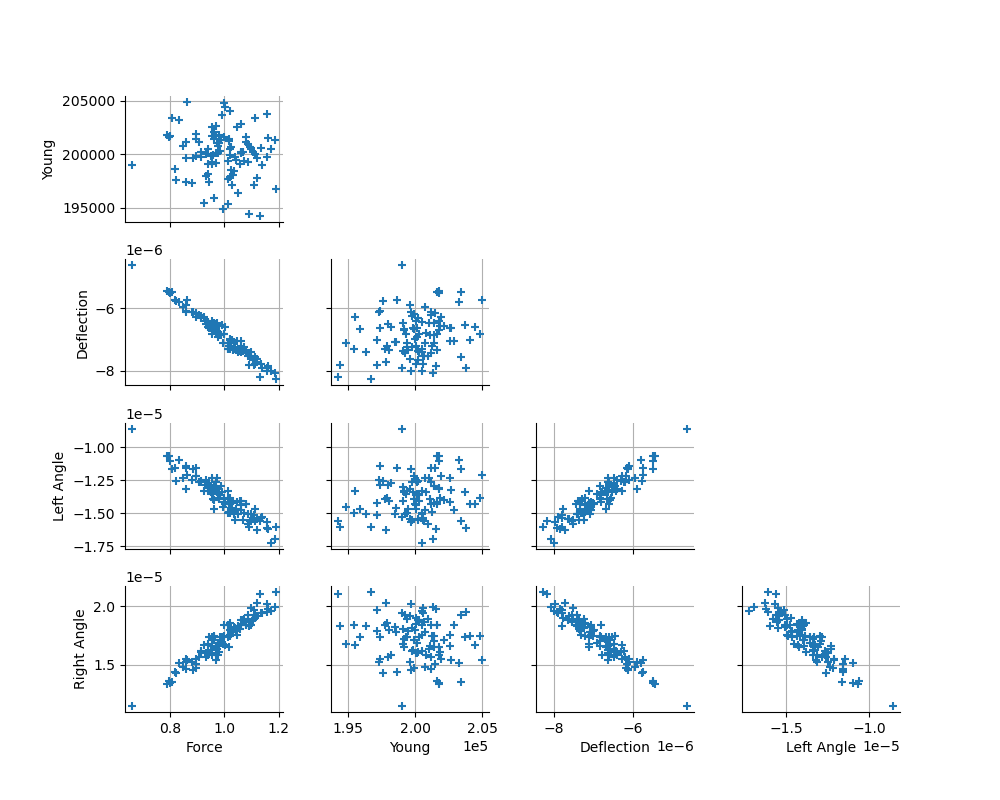 205000
200000
195000
Young
1e−6
−6
−8
Deflection
1e−5
−1.00
−1.25
−1.50
−1.75
Left Angle
1e−5
2.0
1.5
Right Angle
0.8 1.0 1.2 1.95 2.00 2.05 −8 −6 −1.5 −1.0
1e5 1e−6 1e−5
Force Young Deflection Left Angle